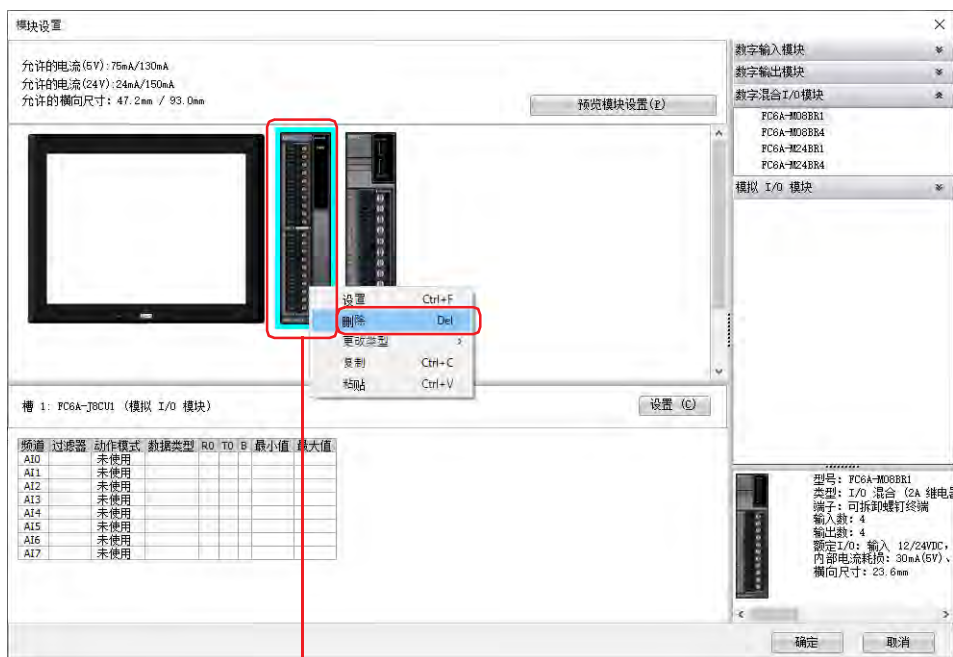 模块设置
允许的电流(5V):75mA/130mA
允许的电流(24V):24mA/150mA
允许的横向尺寸: 47.2mm / 93.0mm
预览模块设置(P)
设置 Ctrl+F
删除 Del
更改类型
复制 Ctrl+C
粘贴 Ctrl+V
槽 1: FC6A-J8CU1 (模拟 I/O 模块)
设置 (C)
频道 过滤器 动作模式 数据类型 R0 T0 B 最小值 最大值
AI0 未使用
AI1 未使用
AI2 未使用
AI3 未使用
AI4 未使用
AI5 未使用
AI6 未使用
AI7 未使用
数字输入模块
数字输出模块
数字混合I/O模块
FC6A-M08BR1
FC6A-M08BR4
FC6A-M24BR1
FC6A-M24BR4
模拟 I/O 模块
型号: FC6A-M08BR1
类型: I/O 混合 (2A 继电器
端子: 可拆卸螺钉终端
输入数: 4
输出数: 4
额定I/O: 输入 12/24VDC,
内部电流耗损: 30mA(5V)、
横向尺寸: 23.6mm
确定 取消